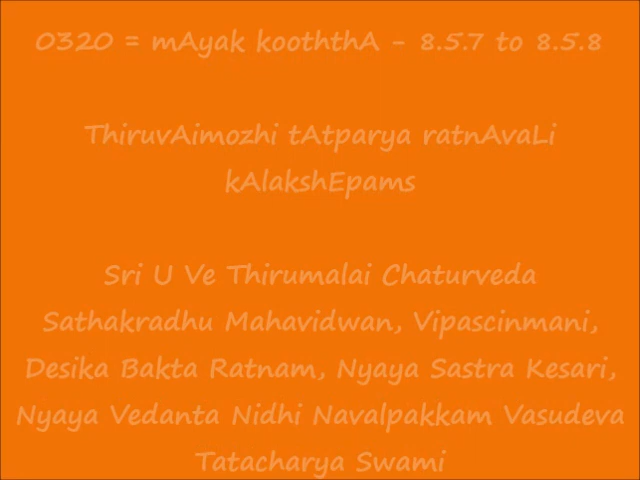 0320 = mAyak kooththA - 8.5.7 to 8.5.8
ThiruvAimozhi tAtparya ratnAvaLi
kAlakshEpams
Sri U Ve Thirumalai Chaturveda
Sathakradhu Mahavidwan, Vipascinmani,
Desika Bakta Ratnam, Nyaya Sastra Kesari,
Nyaya Vedanta Nidhi Navalpakkam Vasudeva
Tatacharya Swami